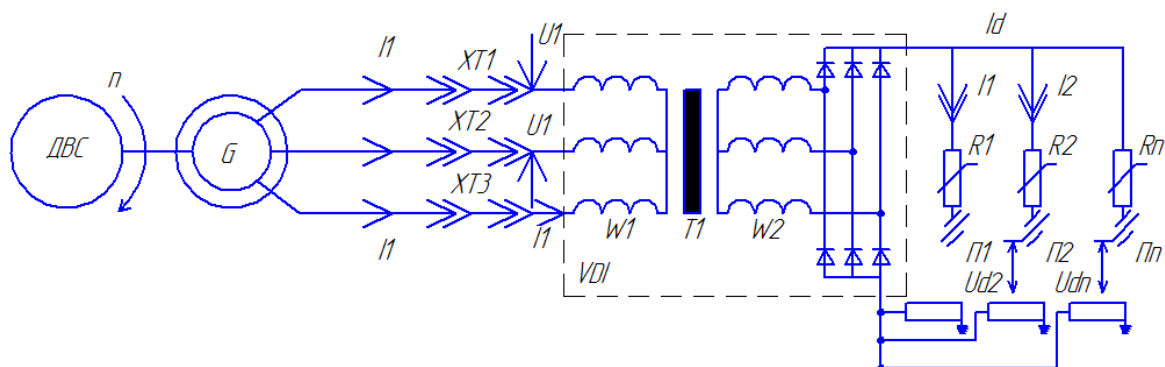 n
ДВС
G
I1
I1
XT1
XT2
XT3
I1
U1
U1
W1
T1
W2
VDI
Id
I1
I2
R1
R2
Rn
П1
П2
Пn
Ud2
Udn